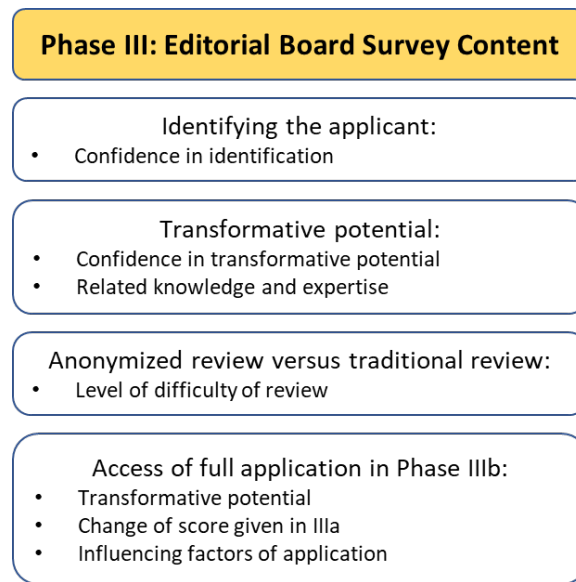 Phase III: Editorial Board Survey Content
Identifying the applicant:
• Confidence in identification
Transformative potential:
• Confidence in transformative potential
• Related knowledge and expertise
Anonymized review versus traditional review:
• Level of difficulty of review
Access of full application in Phase IIIb:
• Transformative potential
• Change of score given in IIIa
• Influencing factors of application